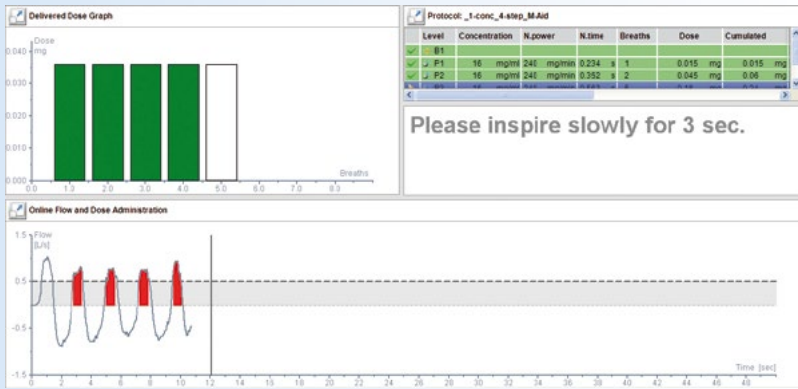 Delivered Dose Graph
Dose
mg
0.040
0.030
0.020
0.010
0.000
0.0 1.0 2.0 3.0 4.0 5.0 6.0 7.0 8.0
Breaths
Protocol: _1-conc_4-step_M-Aid
Level Concentration N.power N.time Breaths Dose Cumulated
B1
P1 16 mg/ml 240 mg/min 0.234 s 1 0.015 mg 0.015 mg
P2 16 mg/ml 240 mg/min 0.352 s 2 0.045 mg 0.06 mg
Please inspire slowly for 3 sec.
Online Flow and Dose Administration
Flow
[L/s]
1.5
0.5
-0.5
-1.5
0 2 4 6 8 10 12 14 16 18 20 22 24 26 28 30 32 34 36 38 40 42 44 46 48
Time [sec]